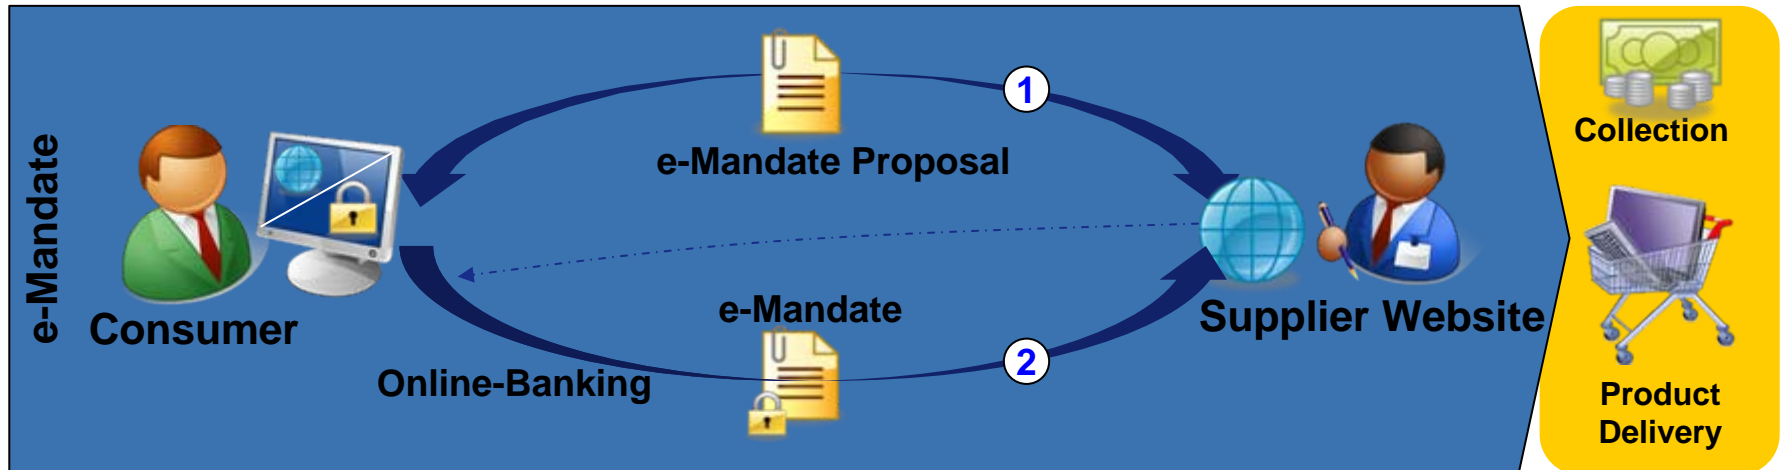 e-Mandate
1
e-Mandate Proposal
Consumer
e-Mandate
Supplier Website
Online-Banking
2
Collection
Product
Delivery